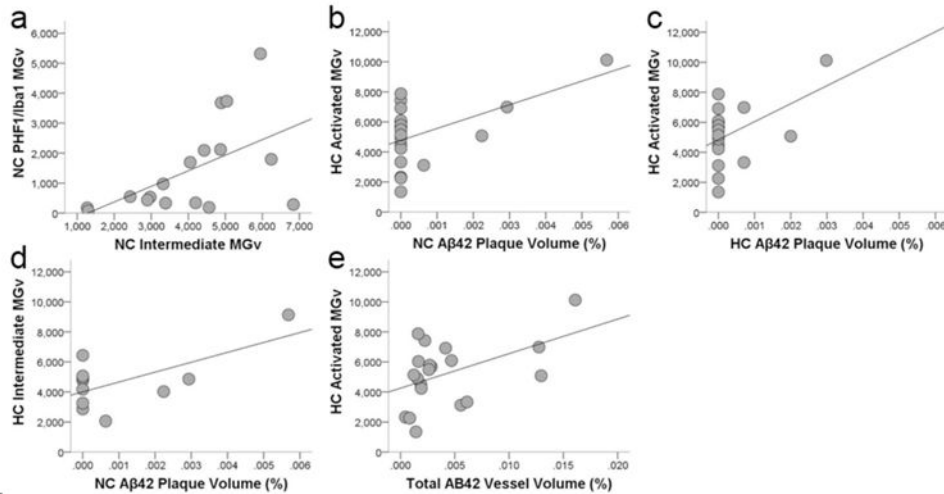 a
6,000
5,000
4,000
3,000
2,000
1,000
0
NC PHF1/Iba1 MGv
1,000 2,000 3,000 4,000 5,000 6,000 7,000
NC Intermediate MGv
b
12,000
10,000
8,000
6,000
4,000
2,000
0
HC Activated MGv
.000 .001 .002 .003 .004 .005 .006
NC Aβ42 Plaque Volume (%)
c
12,000
10,000
8,000
6,000
4,000
2,000
0
HC Activated MGv
.000 .001 .002 .003 .004 .005 .006
HC Aβ42 Plaque Volume (%)
d
12,000
10,000
8,000
6,000
4,000
2,000
0
HC Intermediate MGv
.000 .001 .002 .003 .004 .005 .006
NC Aβ42 Plaque Volume (%)
e
12,000
10,000
8,000
6,000
4,000
2,000
0
HC Activated MGv
.000 .005 .010 .015 .020
Total AB42 Vessel Volume (%)